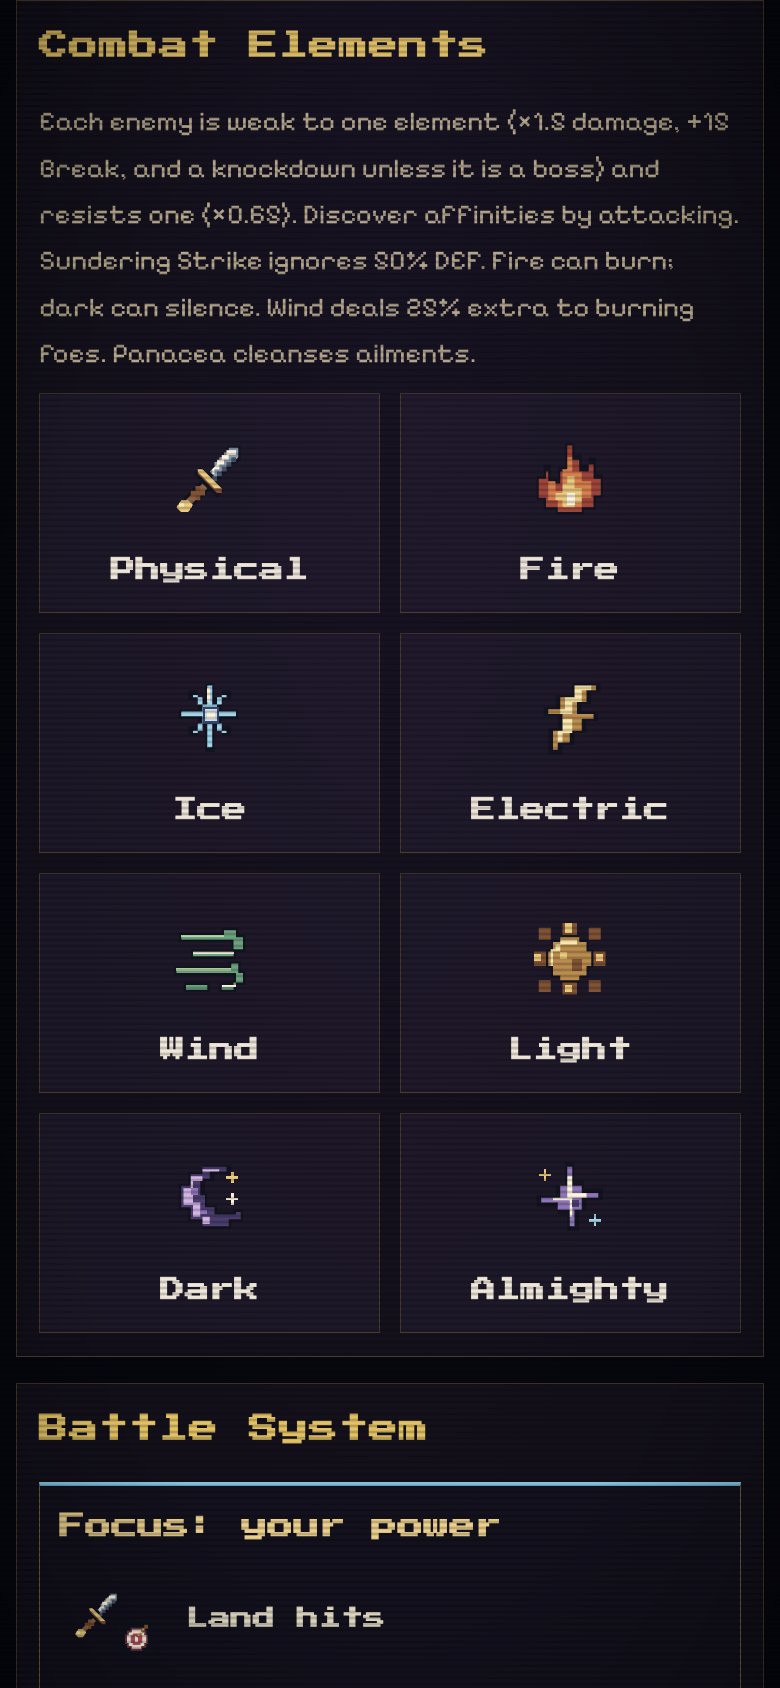 Combat Elements
Each enemy is weak to one element (×1.5 damage, +15
Break, and a knockdown unless it is a boss) and
resists one (×0.65). Discover affinities by attacking.
Sundering Strike ignores 50% DEF. Fire can burn;
dark can silence. Wind deals 25% extra to burning
foes. Panacea cleanses ailments.
Physical
Fire
Ice
Electric
Wind
Light
Dark
Almighty
Battle System
Focus: your power
Land hits